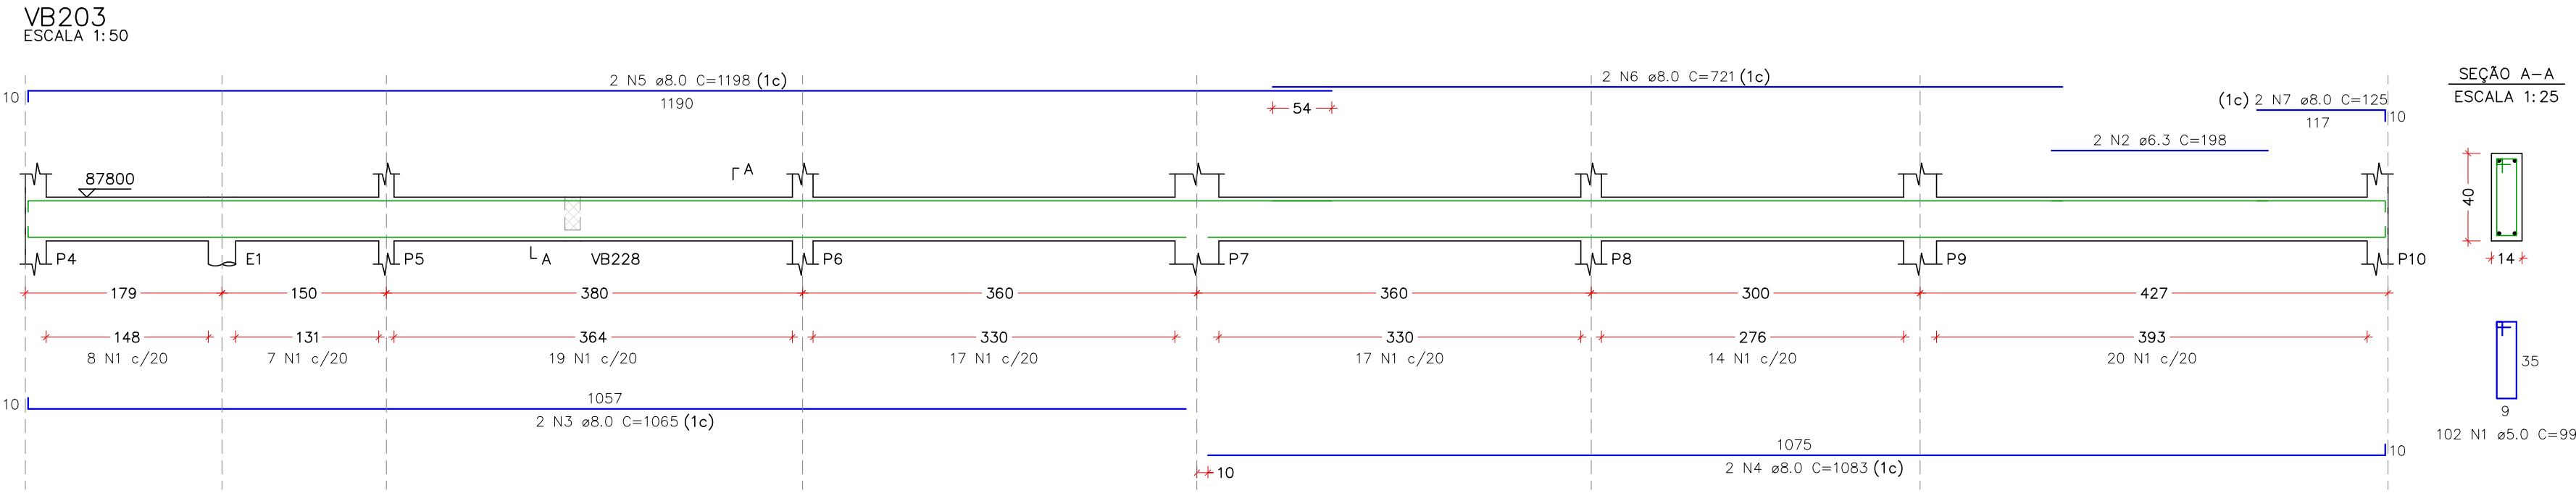 VB203
ESCALA 1:50
2 N5 ø8.0 C=1198 (1c)
10
1190
2 N6 ø8.0 C=721 (1c)
54
(1c) 2 N7 ø8.0 C=125
117
10
2 N2 ø6.3 C=198
SEÇÃO A-A
ESCALA 1:25
87800
A
40
14
P4
E1
P5
A
VB228
P6
P7
P8
P9
P10
179
150
380
360
360
300
427
148
131
364
330
330
276
393
8 N1 c/20
7 N1 c/20
19 N1 c/20
17 N1 c/20
17 N1 c/20
14 N1 c/20
20 N1 c/20
35
9
102 N1 ø5.0 C=99
10
1057
2 N3 ø8.0 C=1065 (1c)
1075
10
2 N4 ø8.0 C=1083 (1c)
10